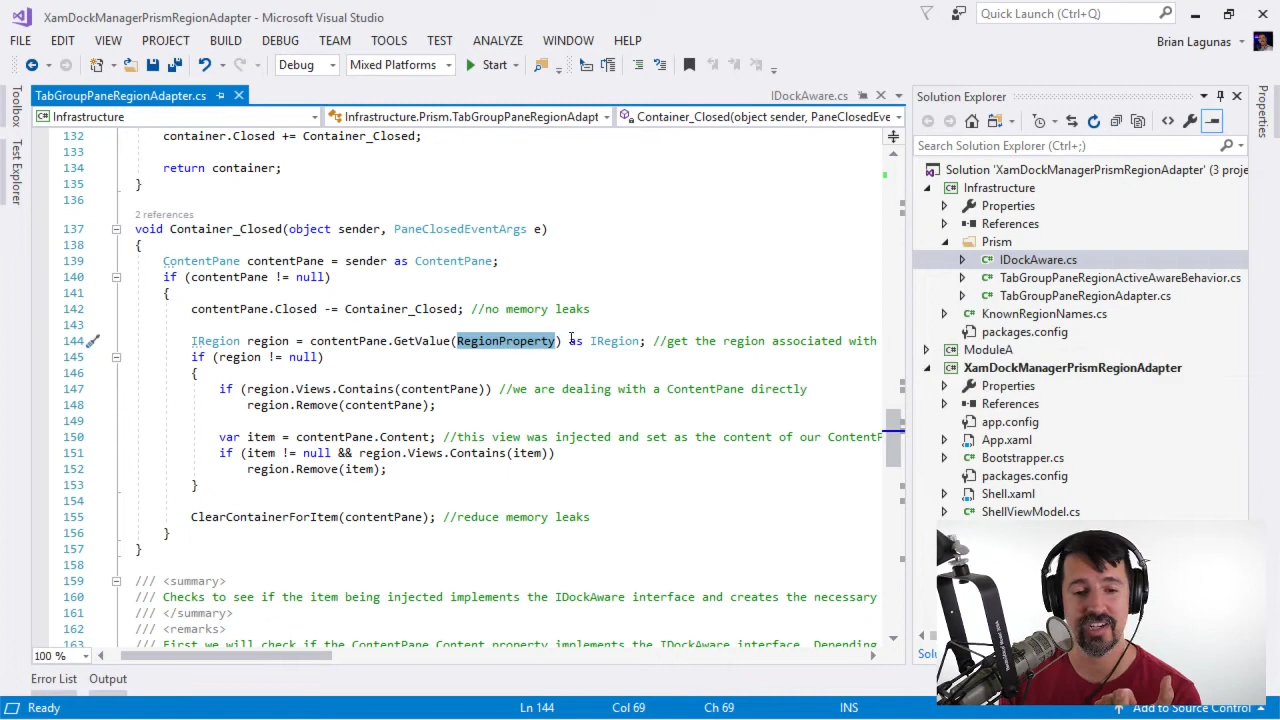 XamDockManagerPrismRegionAdapter - Microsoft Visual Studio
Quick Launch (Ctrl+Q)
FILE EDIT VIEW PROJECT BUILD DEBUG TEAM TOOLS TEST ANALYZE WINDOW HELP
Brian Lagunas
Debug Mixed Platforms Start
Toolbox
Test Explorer
TabGroupPaneRegionAdapter.cs
IDockAware.cs
Infrastructure
Infrastructure.Prism.TabGroupPaneRegionAdapt
Container_Closed(object sender, PaneClosedEve
132 container.Closed += Container_Closed;
133
134 return container;
135 }
136
2 references
137 void Container_Closed(object sender, PaneClosedEventArgs e)
138 {
139 ContentPane contentPane = sender as ContentPane;
140 if (contentPane != null)
141 {
142 contentPane.Closed -= Container_Closed; //no memory leaks
143
144 IRegion region = contentPane.GetValue(RegionProperty) as IRegion; //get the region associated with
145 if (region != null)
146 {
147 if (region.Views.Contains(contentPane)) //we are dealing with a ContentPane directly
148 region.Remove(contentPane);
149
150 var item = contentPane.Content; //this view was injected and set as the content of our ContentP
151 if (item != null && region.Views.Contains(item))
152 region.Remove(item);
153 }
154
155 ClearContainerForItem(contentPane); //reduce memory leaks
156 }
157 }
158
159 /// <summary>
160 /// Checks to see if the item being injected implements the IDockAware interface and creates the necessary
161 /// </summary>
162 /// <remarks>
163 /// First we will check if the ContentPane.Content property implements the IDockAware interface. Depending
100 %
Error List Output
Solution Explorer
Search Solution Explorer (Ctrl+;)
Solution 'XamDockManagerPrismRegionAdapter' (3 proje
Infrastructure
Properties
References
Prism
IDockAware.cs
TabGroupPaneRegionActiveAwareBehavior.cs
TabGroupPaneRegionAdapter.cs
KnownRegionNames.cs
packages.config
ModuleA
XamDockManagerPrismRegionAdapter
Properties
References
app.config
App.xaml
Bootstrapper.cs
packages.config
Shell.xaml
ShellViewModel.cs
Solu
Properties
Ready Ln 144 Col 69 Ch 69 INS Add to Source Control